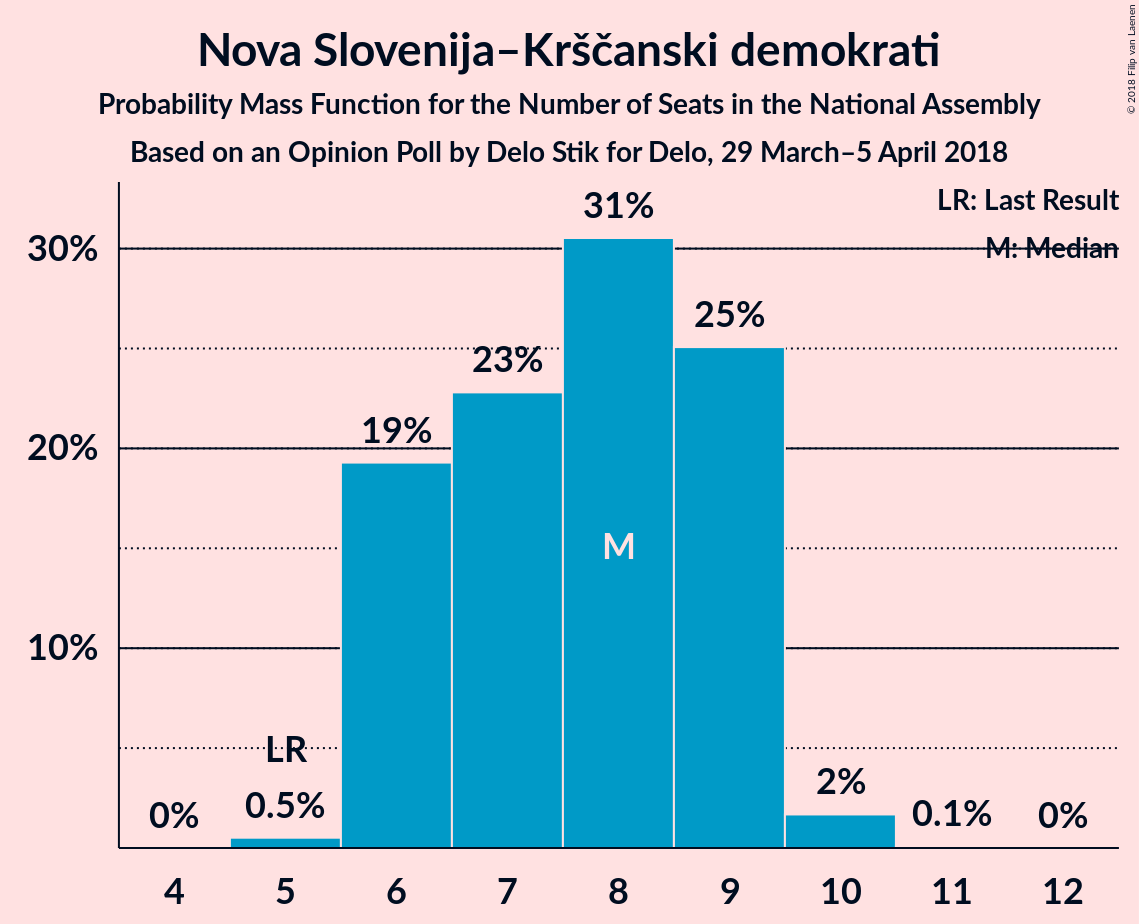 Nova Slovenija–Krščanski demokrati
Probability Mass Function for the Number of Seats in the National Assembly
Based on an Opinion Poll by Delo Stik for Delo, 29 March–5 April 2018
© 2018 Filip van Laenen
LR: Last Result
M: Median
30%
20%
10%
0%
LR
0.5%
19%
23%
31%
M
25%
2%
0.1%
0%
4 5 6 7 8 9 10 11 12